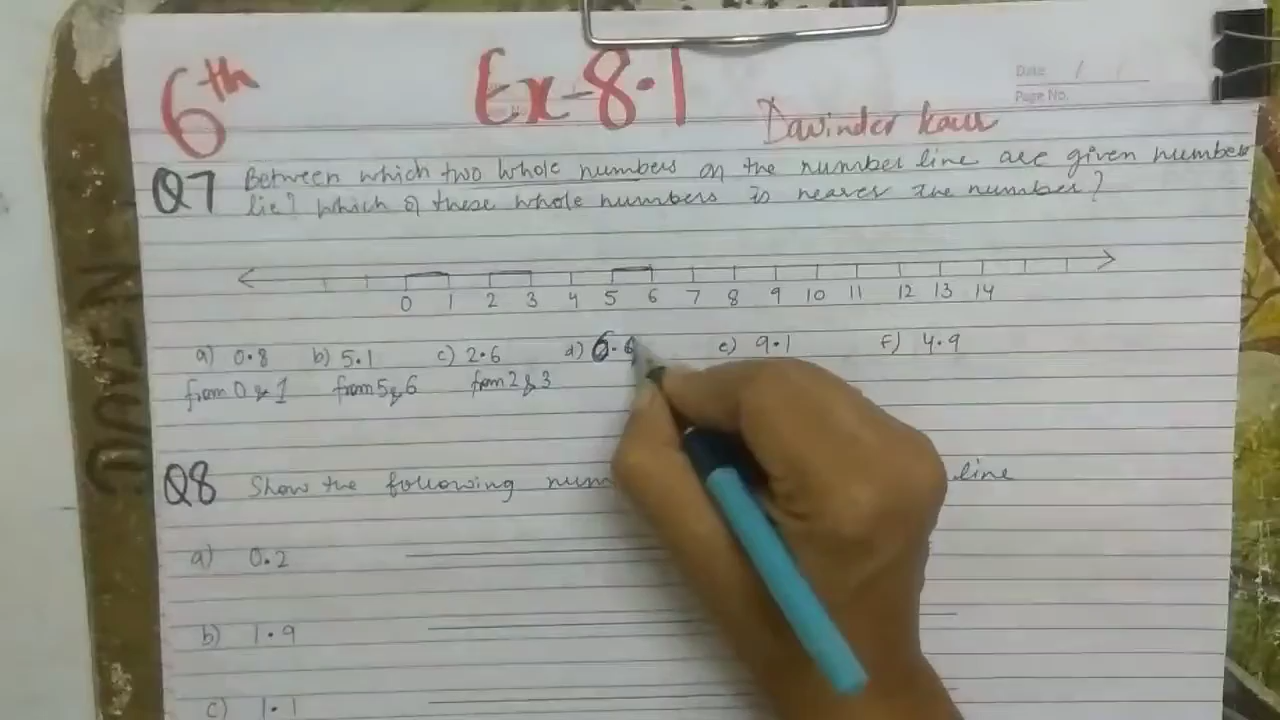 6th Ex-8.1
Date / /
Page No.
Davinder Kaur
Q7 Between which two whole numbers on the number line are given number
lie? Which of these whole numbers is nearer the number?
0 1 2 3 4 5 6 7 8 9 10 11 12 13 14
a) 0.8 b) 5.1 c) 2.6 d) 6. e) 9.1 F) 4.9
from 0 & 1 from 5 & 6 from 2 & 3
Q8 Show the following num line
a) 0.2
b) 1.9
c) 1.1